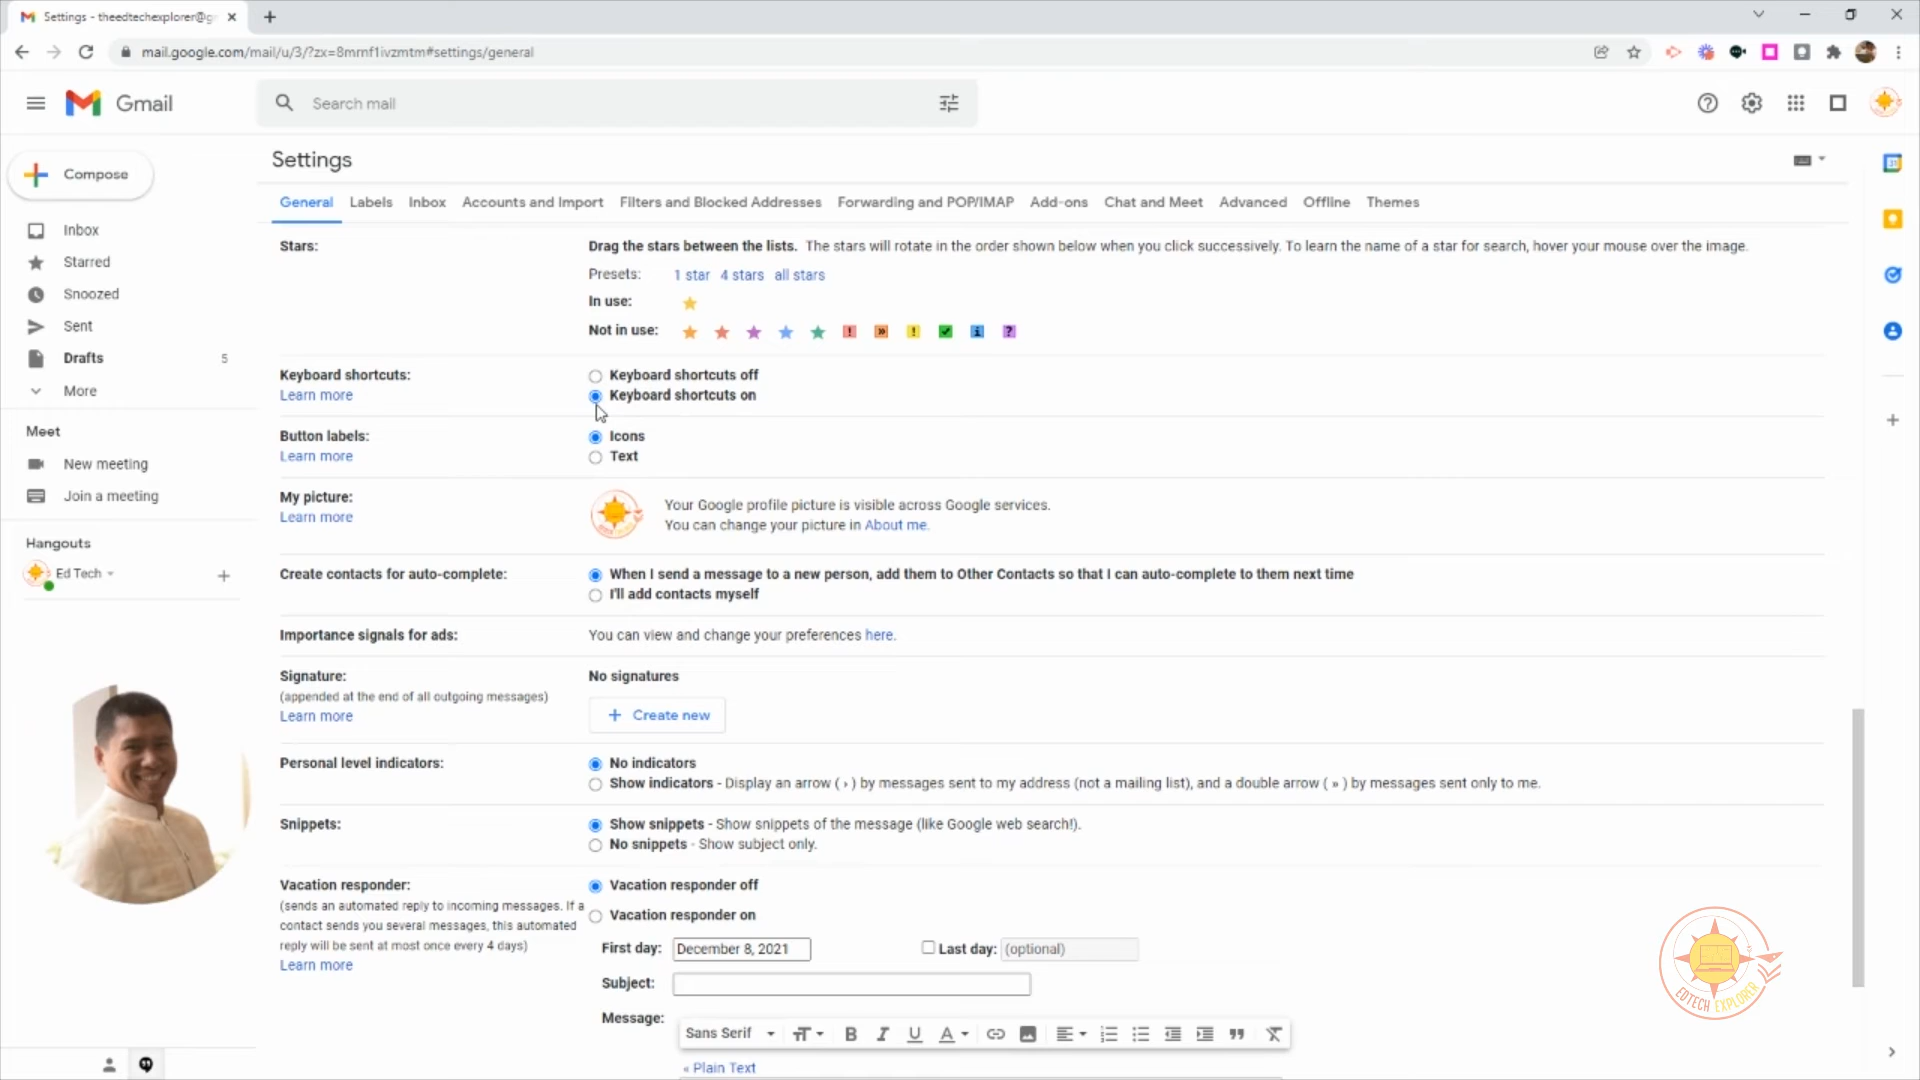 Settings - theedtechexplorer@g
mail.google.com/mail/u/3/?zx=8mrnf1ivzmtm#settings/general
Gmail
Search mail
Compose
Inbox
Starred
Snoozed
Sent
Drafts 5
More
Meet
New meeting
Join a meeting
Hangouts
Ed Tech
Settings
General Labels Inbox Accounts and Import Filters and Blocked Addresses Forwarding and POP/IMAP Add-ons Chat and Meet Advanced Offline Themes
Stars: Drag the stars between the lists. The stars will rotate in the order shown below when you click successively. To learn the name of a star for search, hover your mouse over the image.
Presets: 1 star 4 stars all stars
In use:
Not in use:
Keyboard shortcuts: Keyboard shortcuts off
Learn more Keyboard shortcuts on
Button labels: Icons
Learn more Text
My picture: Your Google profile picture is visible across Google services.
Learn more You can change your picture in About me.
Create contacts for auto-complete: When I send a message to a new person, add them to Other Contacts so that I can auto-complete to them next time
I'll add contacts myself
Importance signals for ads: You can view and change your preferences here.
Signature: No signatures
(appended at the end of all outgoing messages)
Learn more + Create new
Personal level indicators: No indicators
Show indicators - Display an arrow ( › ) by messages sent to my address (not a mailing list), and a double arrow ( » ) by messages sent only to me.
Snippets: Show snippets - Show snippets of the message (like Google web search!).
No snippets - Show subject only.
Vacation responder: Vacation responder off
(sends an automated reply to incoming messages. If a
contact sends you several messages, this automated Vacation responder on
reply will be sent at most once every 4 days) First day: December 8, 2021 Last day: (optional)
Learn more
Subject:
Message:
Sans Serif
« Plain Text
EDTECH EXPLORER